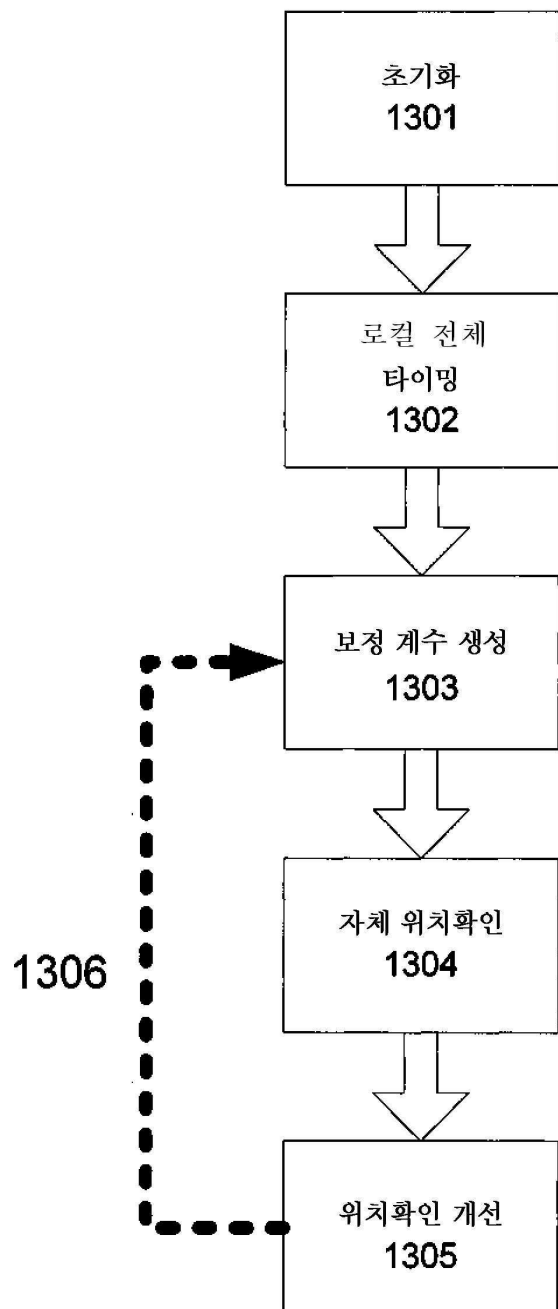 초기화
1301
로컬 전체
타이밍
1302
보정 계수 생성
1303
자체 위치확인
1304
1306
위치확인 개선
1305